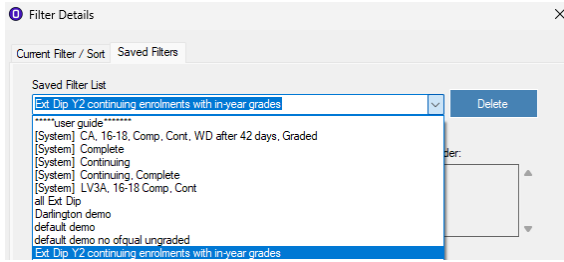 Filter Details
Current Filter / Sort Saved Filters
Saved Filter List
Ext Dip Y2 continuing enrolments with in-year grades Delete
*****user guide*******
[System] CA, 16-18, Comp, Cont, WD after 42 days, Graded
[System] Complete
[System] Continuing
[System] Continuing, Complete
[System] LV3A, 16-18 Comp, Cont
all Ext Dip
Darlington demo
default demo
default demo no ofqual ungraded
Ext Dip Y2 continuing enrolments with in-year grades
der: